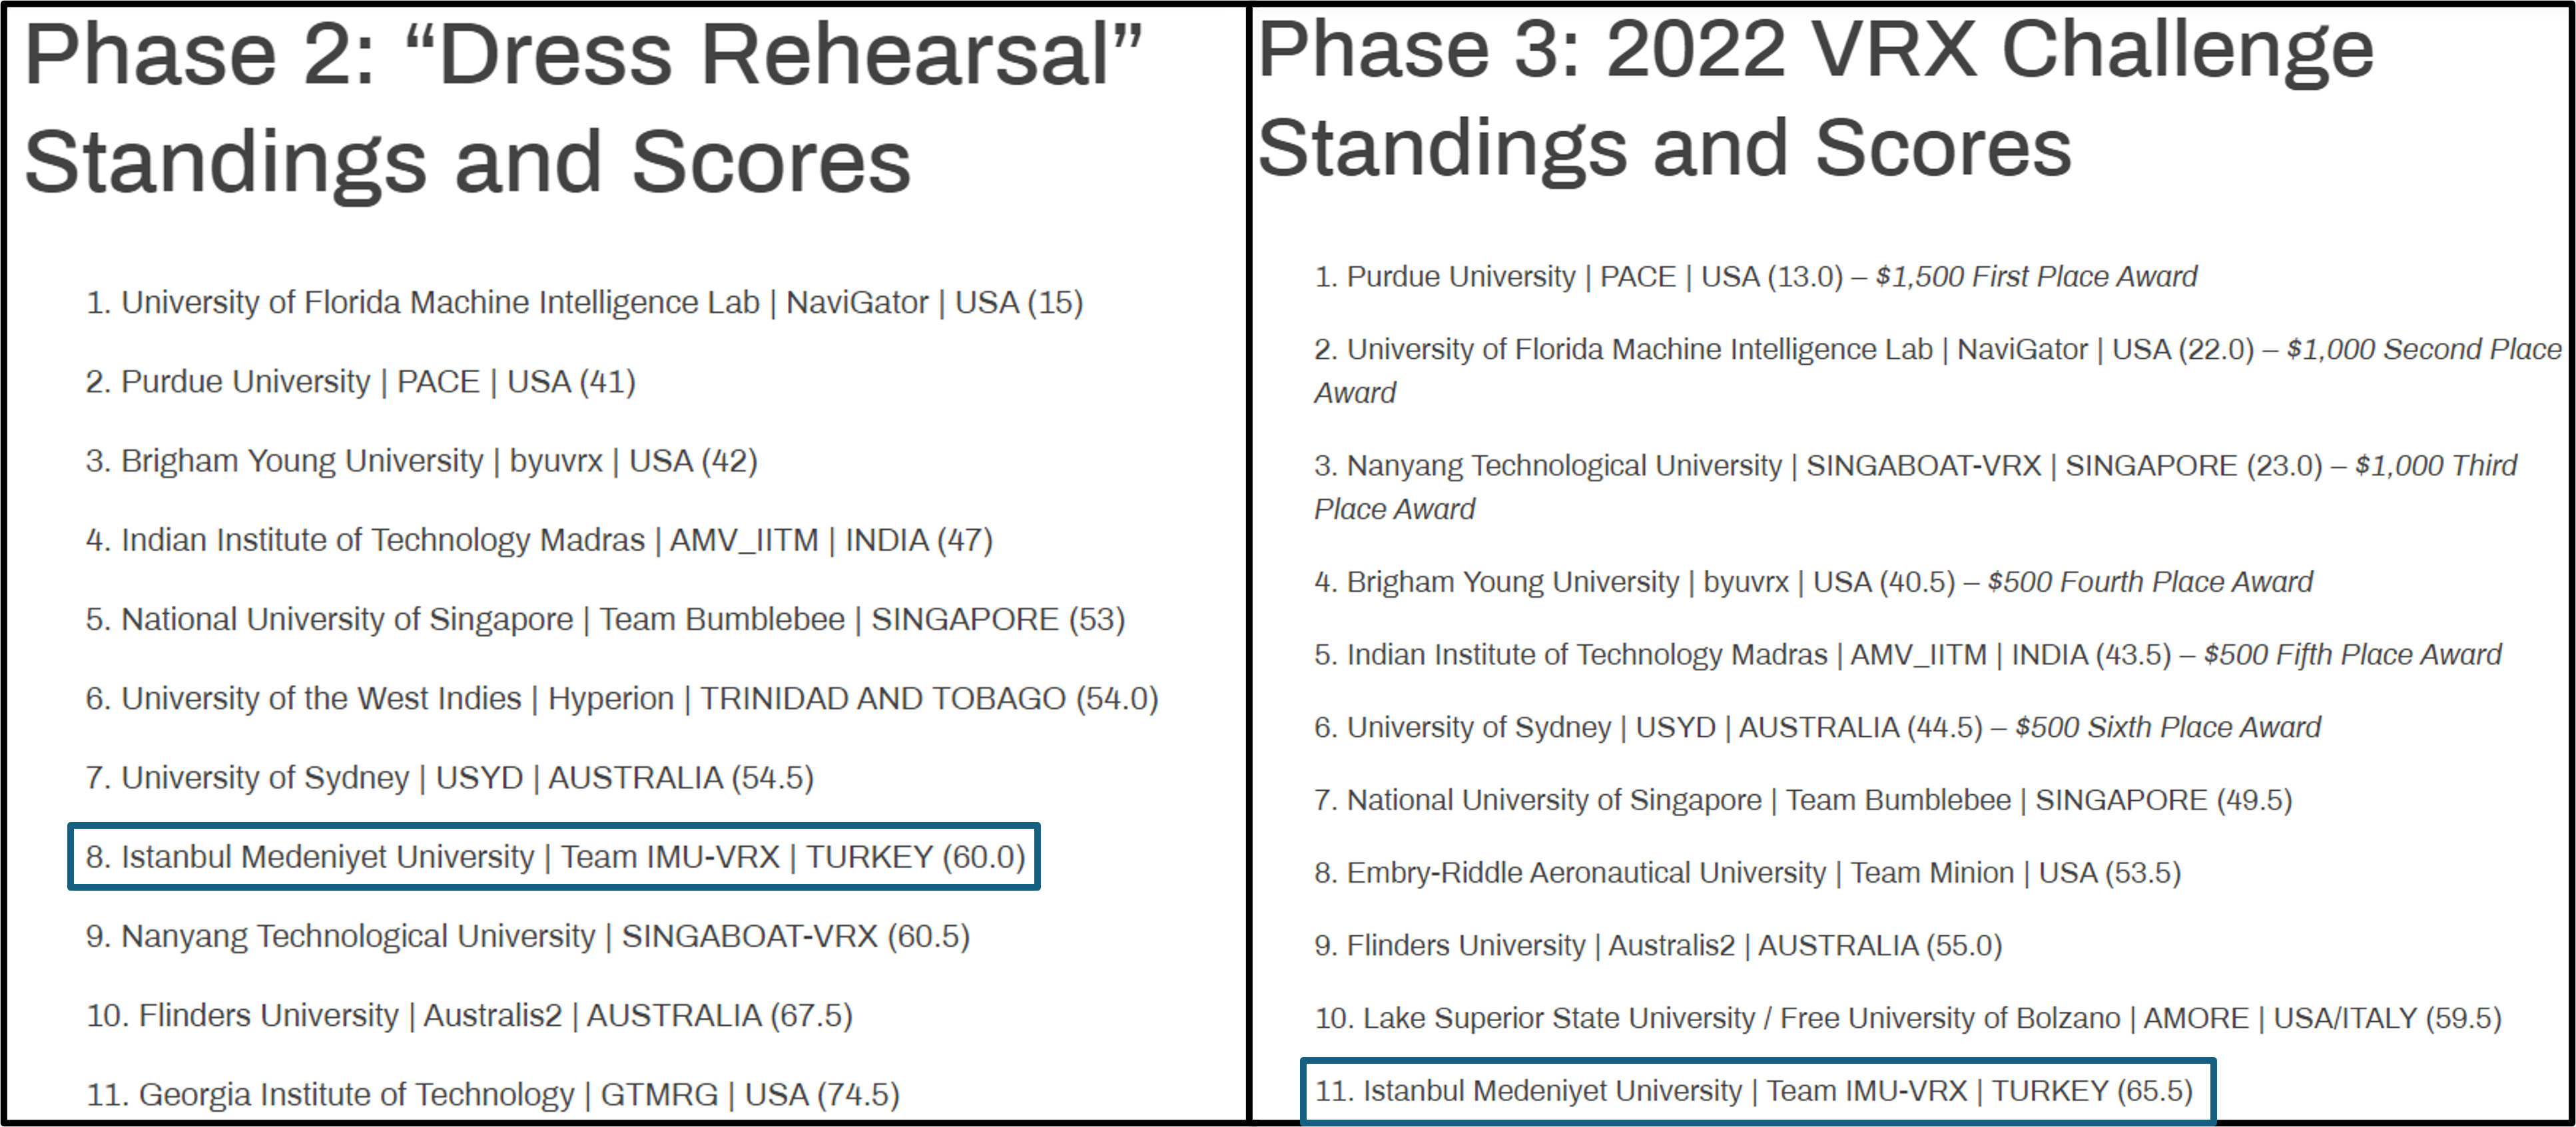 Phase 2: “Dress Rehearsal”
Standings and Scores
1. University of Florida Machine Intelligence Lab | NaviGator | USA (15)
2. Purdue University | PACE | USA (41)
3. Brigham Young University | byuvrx | USA (42)
4. Indian Institute of Technology Madras | AMV_IITM | INDIA (47)
5. National University of Singapore | Team Bumblebee | SINGAPORE (53)
6. University of the West Indies | Hyperion | TRINIDAD AND TOBAGO (54.0)
7. University of Sydney | USYD | AUSTRALIA (54.5)
8. Istanbul Medeniyet University | Team IMU-VRX | TURKEY (60.0)
9. Nanyang Technological University | SINGABOAT-VRX (60.5)
10. Flinders University | Australis2 | AUSTRALIA (67.5)
11. Georgia Institute of Technology | GTMRG | USA (74.5)
Phase 3: 2022 VRX Challenge
Standings and Scores
1. Purdue University | PACE | USA (13.0) – $1,500 First Place Award
2. University of Florida Machine Intelligence Lab | NaviGator | USA (22.0) – $1,000 Second Place
Award
3. Nanyang Technological University | SINGABOAT-VRX | SINGAPORE (23.0) – $1,000 Third
Place Award
4. Brigham Young University | byuvrx | USA (40.5) – $500 Fourth Place Award
5. Indian Institute of Technology Madras | AMV_IITM | INDIA (43.5) – $500 Fifth Place Award
6. University of Sydney | USYD | AUSTRALIA (44.5) – $500 Sixth Place Award
7. National University of Singapore | Team Bumblebee | SINGAPORE (49.5)
8. Embry-Riddle Aeronautical University | Team Minion | USA (53.5)
9. Flinders University | Australis2 | AUSTRALIA (55.0)
10. Lake Superior State University / Free University of Bolzano | AMORE | USA/ITALY (59.5)
11. Istanbul Medeniyet University | Team IMU-VRX | TURKEY (65.5)